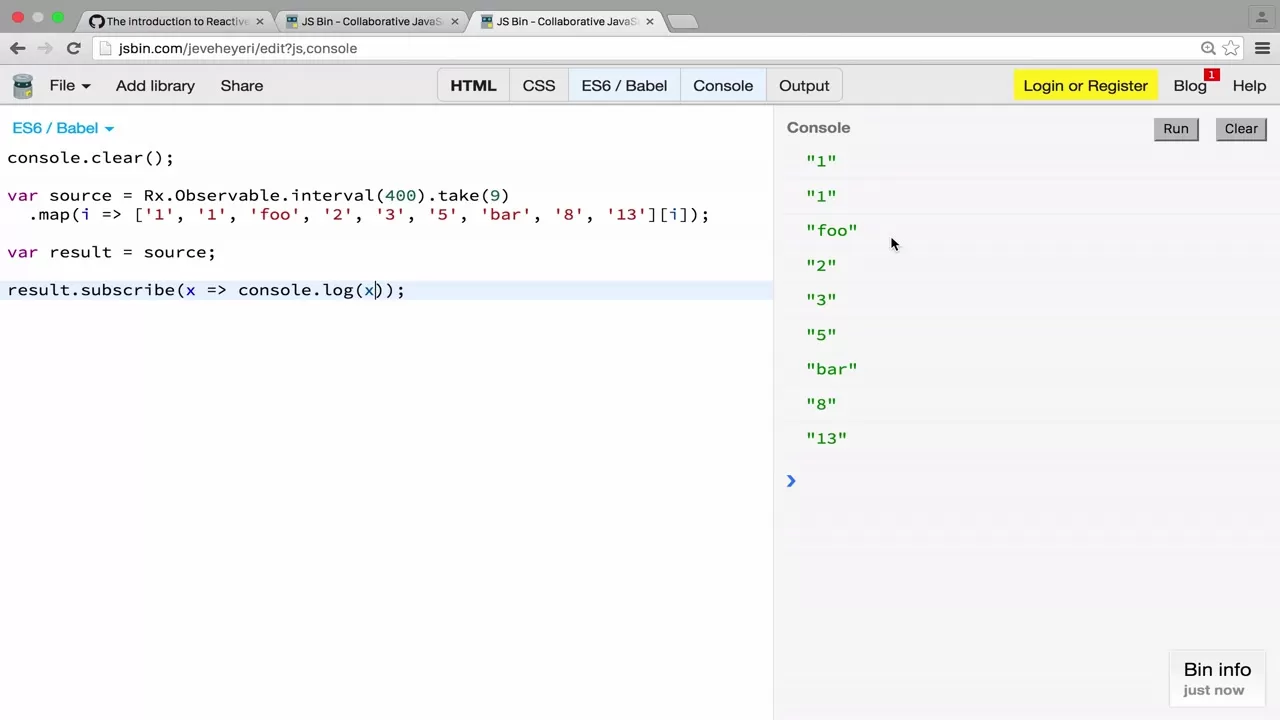 The introduction to Reactive
JS Bin - Collaborative JavaS
JS Bin - Collaborative JavaS
jsbin.com/jeveheyeri/edit?js,console
File Add library Share HTML CSS ES6 / Babel Console Output Login or Register Blog 1 Help
ES6 / Babel
console.clear();
var source = Rx.Observable.interval(400).take(9)
.map(i => ['1', '1', 'foo', '2', '3', '5', 'bar', '8', '13'][i]);
var result = source;
result.subscribe(x => console.log(x));
Console Run Clear
"1"
"1"
"foo"
"2"
"3"
"5"
"bar"
"8"
"13"
Bin info
just now